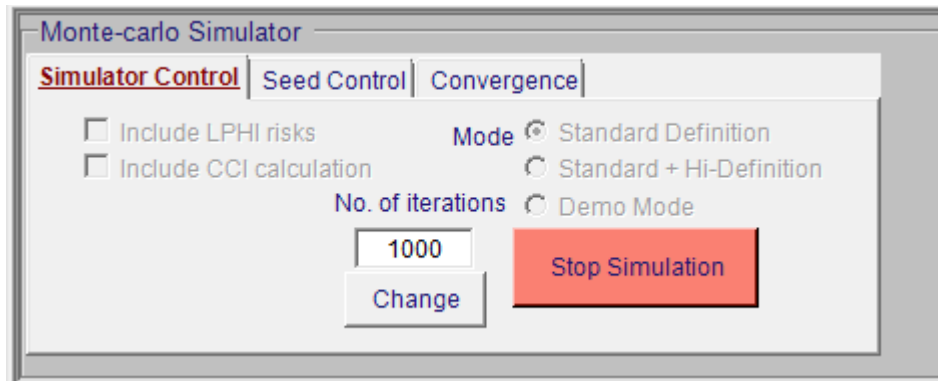 Monte-carlo Simulator
Simulator Control Seed Control Convergence
Include LPHI risks Mode Standard Definition
Include CCI calculation Standard + Hi-Definition
No. of iterations Demo Mode
1000
Stop Simulation
Change